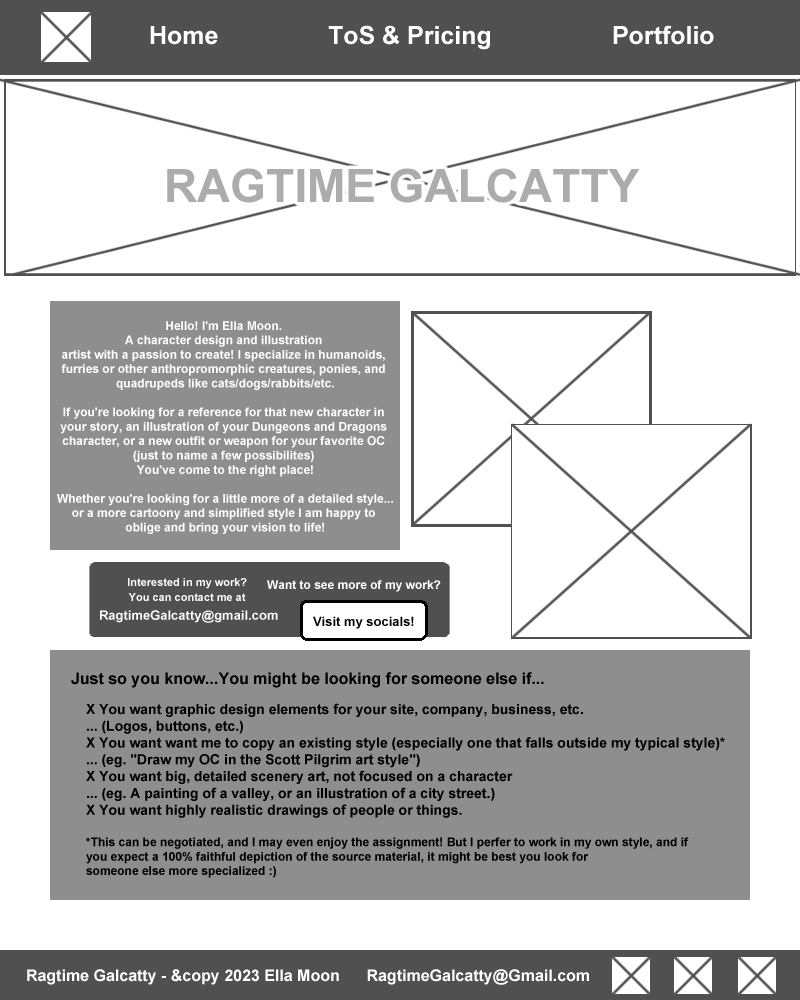 Home ToS & Pricing Portfolio
RAGTIME GALCATTY
Hello! I'm Ella Moon.
A character design and illustration
artist with a passion to create! I specialize in humanoids,
furries or other anthropromorphic creatures, ponies, and
quadrupeds like cats/dogs/rabbits/etc.
If you're looking for a reference for that new character in
your story, an illustration of your Dungeons and Dragons
character, or a new outfit or weapon for your favorite OC
(just to name a few possibilites)
You've come to the right place!
Whether you're looking for a little more of a detailed style...
or a more cartoony and simplified style I am happy to
oblige and bring your vision to life!
Interested in my work?
You can contact me at
RagtimeGalcatty@gmail.com
Want to see more of my work?
Visit my socials!
Just so you know...You might be looking for someone else if...
X You want graphic design elements for your site, company, business, etc.
... (Logos, buttons, etc.)
X You want want me to copy an existing style (especially one that falls outside my typical style)*
... (eg. "Draw my OC in the Scott Pilgrim art style")
X You want big, detailed scenery art, not focused on a character
... (eg. A painting of a valley, or an illustration of a city street.)
X You want highly realistic drawings of people or things.
*This can be negotiated, and I may even enjoy the assignment! But I perfer to work in my own style, and if
you expect a 100% faithful depiction of the source material, it might be best you look for
someone else more specialized :)
Ragtime Galcatty - &copy 2023 Ella Moon RagtimeGalcatty@Gmail.com